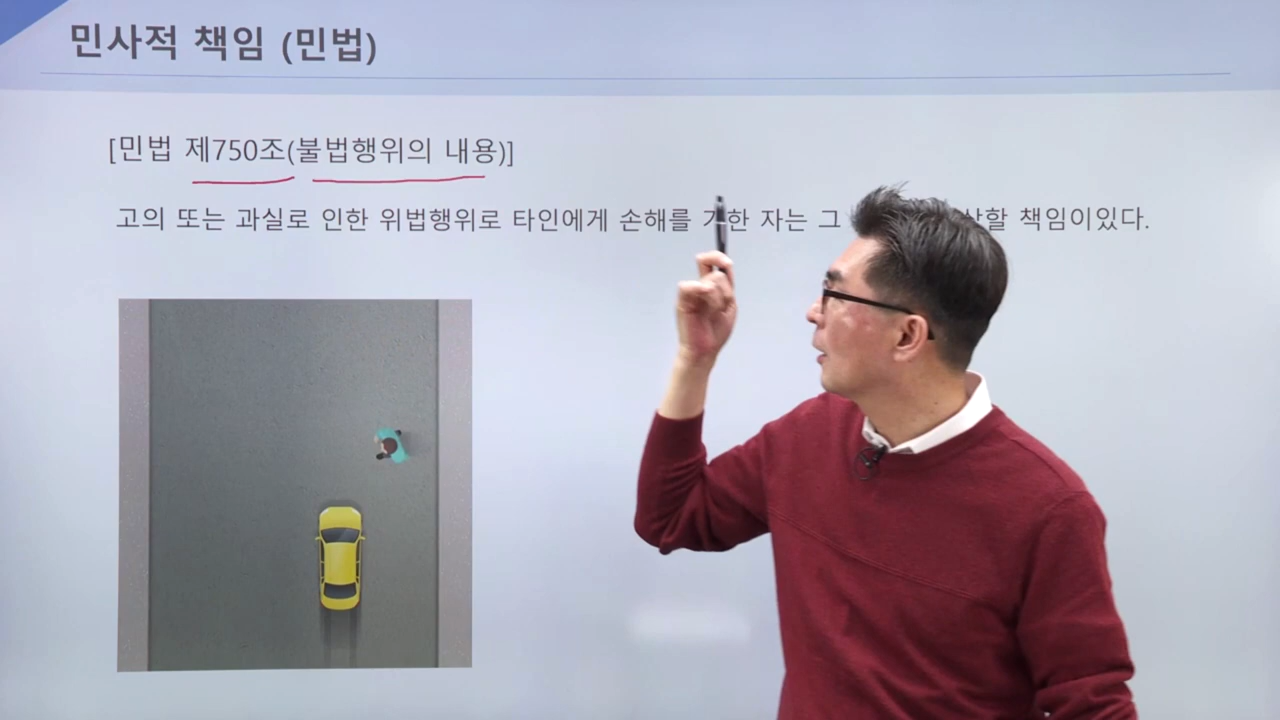 민사적 책임 (민법)
[민법 제750조(불법행위의 내용)]
고의 또는 과실로 인한 위법행위로 타인에게 손해를 가한 자는 그 책임이있다.